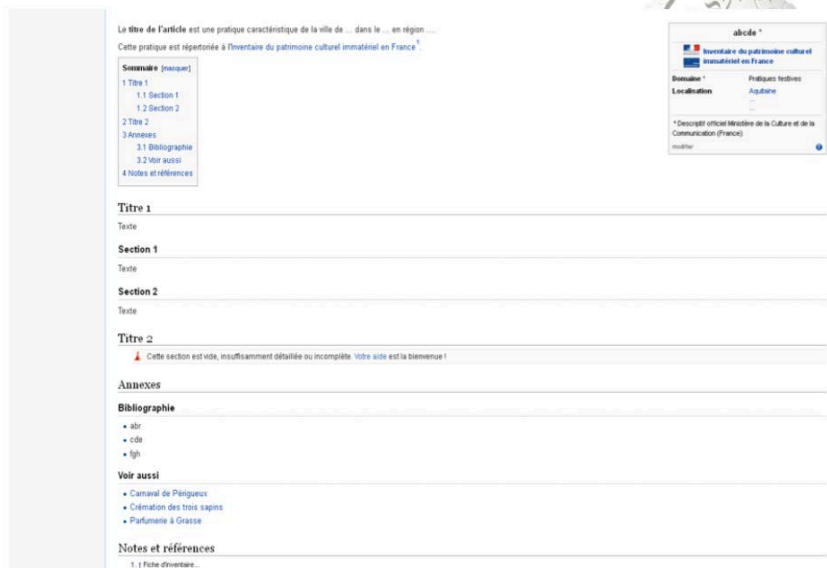 Le titre de l'article est une pratique caractéristique de la ville de ... dans le ... en région ....
Cette pratique est répertoriée à l'Inventaire du patrimoine culturel immatériel en France 1.
Sommaire [masquer]
1 Titre 1
1.1 Section 1
1.2 Section 2
2 Titre 2
3 Annexes
3.1 Bibliographie
3.2 Voir aussi
4 Notes et références
abcde *
Inventaire du patrimoine culturel
immatériel en France
Domaine * Pratiques festives
Localisation Aquitaine
...
...
* Descriptif officiel Ministère de la Culture et de la
Communication (France)
modifier
Titre 1
Texte
Section 1
Texte
Section 2
Texte
Titre 2
Cette section est vide, insuffisamment détaillée ou incomplète. Votre aide est la bienvenue !
Annexes
Bibliographie
• abr
• cde
• fgh
Voir aussi
• Carnaval de Périgueux
• Crémation des trois sapins
• Parfumerie à Grasse
Notes et références
1. ↑ Fiche d'inventaire...